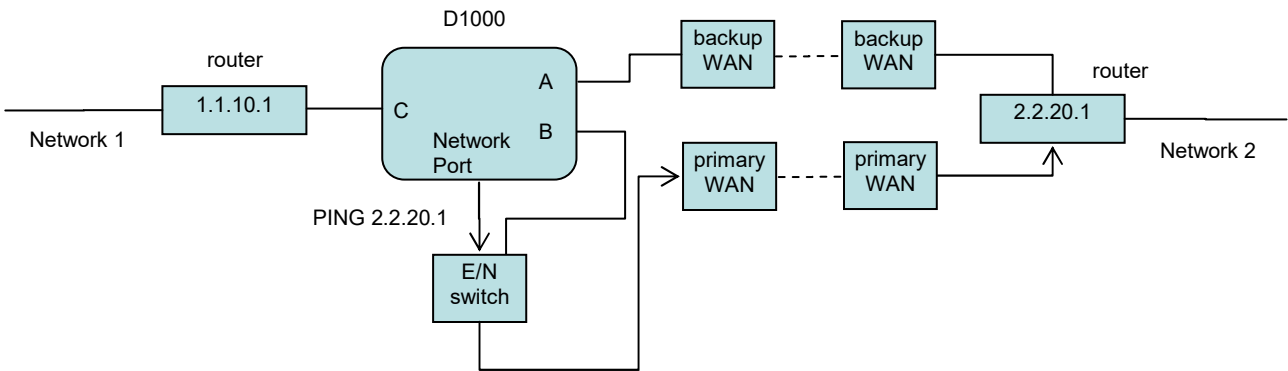 D1000
backup
WAN
backup
WAN
router
router
A
1.1.10.1
C
2.2.20.1
B
Network 1
Network
Port
Network 2
primary
WAN
primary
WAN
PING 2.2.20.1
E/N
switch